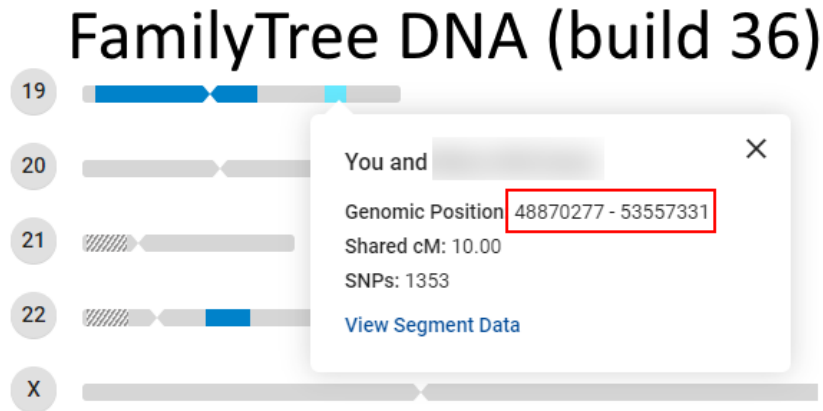 FamilyTree DNA (build 36)
19
20
21
22
X
You and
Genomic Position 48870277 - 53557331
Shared cM: 10.00
SNPs: 1353
View Segment Data